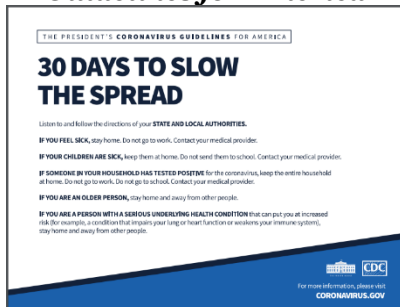 THE PRESIDENT'S CORONAVIRUS GUIDELINES FOR AMERICA
30 DAYS TO SLOW
THE SPREAD
Listen to and follow the directions of your STATE AND LOCAL AUTHORITIES.
IF YOU FEEL SICK, stay home. Do not go to work. Contact your medical provider.
IF YOUR CHILDREN ARE SICK, keep them at home. Do not send them to school. Contact your medical provider.
IF SOMEONE IN YOUR HOUSEHOLD HAS TESTED POSITIVE for the coronavirus, keep the entire household
at home. Do not go to work. Do not go to school. Contact your medical provider.
IF YOU ARE AN OLDER PERSON, stay home and away from other people.
IF YOU ARE A PERSON WITH A SERIOUS UNDERLYING HEALTH CONDITION that can put you at increased
risk (for example, a condition that impairs your lung or heart function or weakens your immune system),
stay home and away from other people.
CDC
For more information, please visit
CORONAVIRUS.GOV